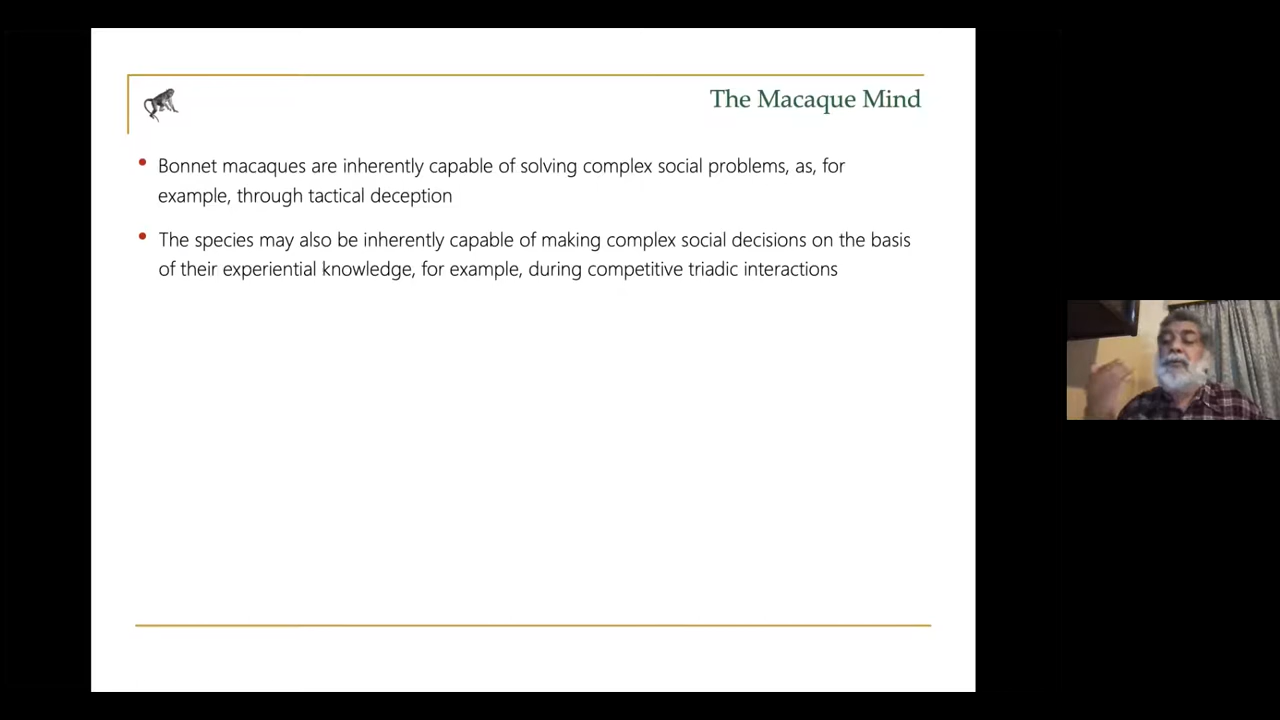 The Macaque Mind
Bonnet macaques are inherently capable of solving complex social problems, as, for
example, through tactical deception
The species may also be inherently capable of making complex social decisions on the basis
of their experiential knowledge, for example, during competitive triadic interactions